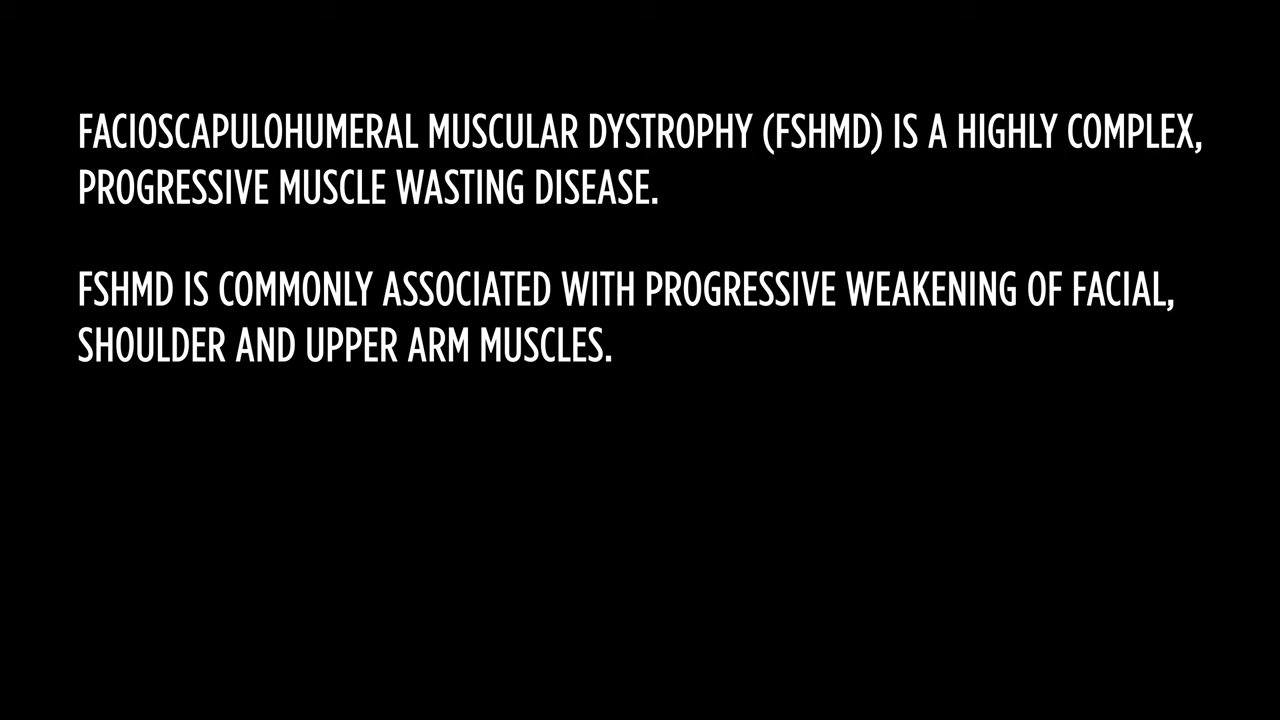 FACIOSCAPULOHUMERAL MUSCULAR DYSTROPHY (FSHMD) IS A HIGHLY COMPLEX,
PROGRESSIVE MUSCLE WASTING DISEASE.
FSHMD IS COMMONLY ASSOCIATED WITH PROGRESSIVE WEAKENING OF FACIAL,
SHOULDER AND UPPER ARM MUSCLES.